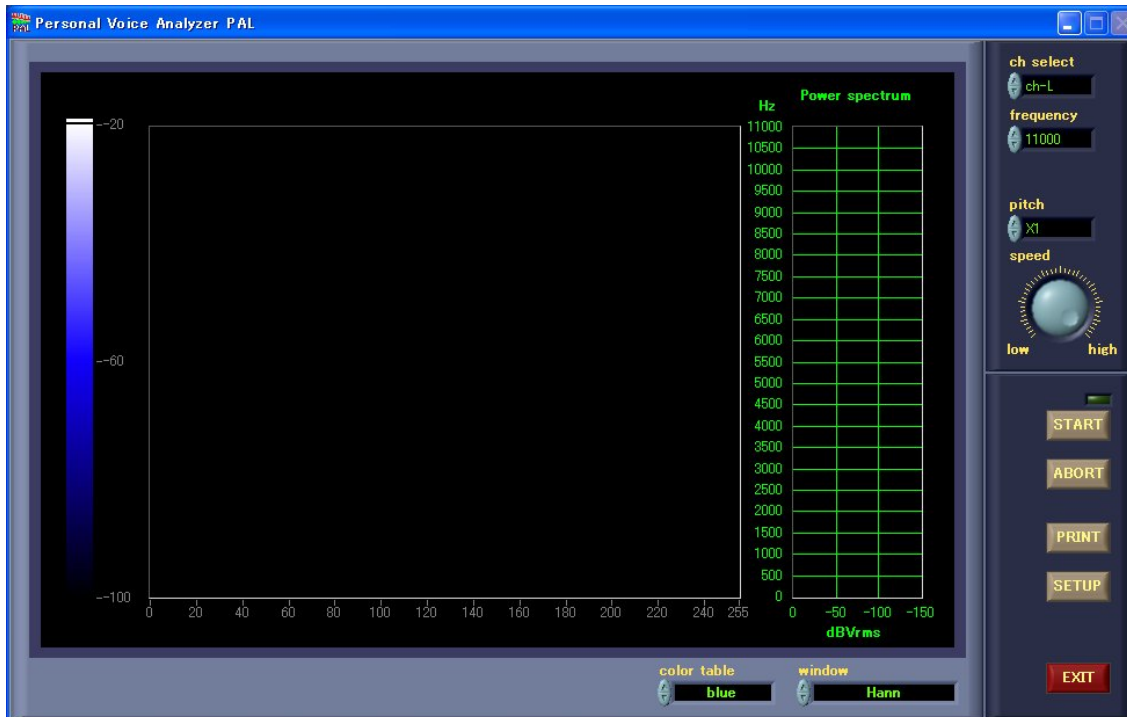 Personal Voice Analyzer PAL
ch select
ch-L
frequency
11000
pitch
X1
speed
low high
START
ABORT
PRINT
SETUP
EXIT
Power spectrum
Hz
--20
--60
--100
11000
10500
10000
9500
9000
8500
8000
7500
7000
6500
6000
5500
5000
4500
4000
3500
3000
2500
2000
1500
1000
500
0
0 20 40 60 80 100 120 140 160 180 200 220 240 255
0 -50 -100 -150
dBVrms
color table
blue
window
Hann